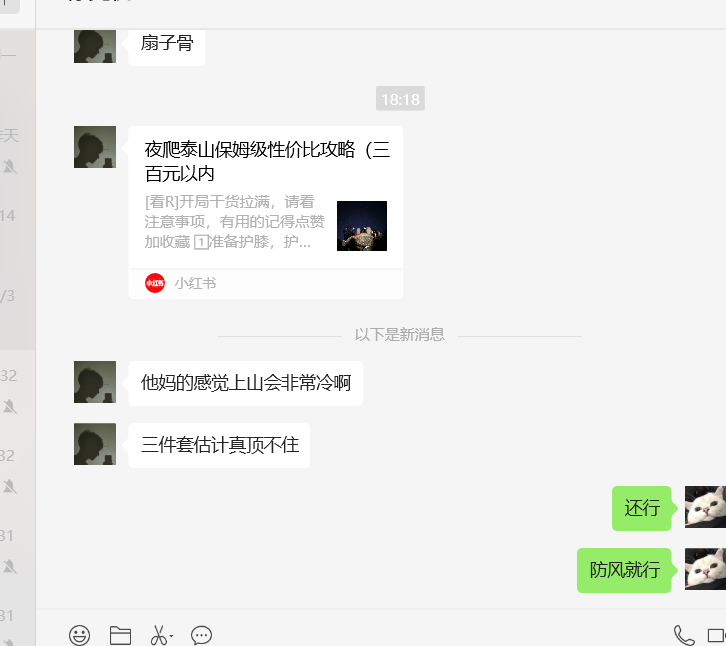 扇子骨
18:18
夜爬泰山保姆级性价比攻略（三
百元以内
[看R]开局干货拉满，请看
注意事项，有用的记得点赞
加收藏 1️⃣准备护膝，护...
小红书
小红书
以下是新消息
他妈的感觉上山会非常冷啊
三件套估计真顶不住
还行
防风就行
天
14
/3
32
32
31
31